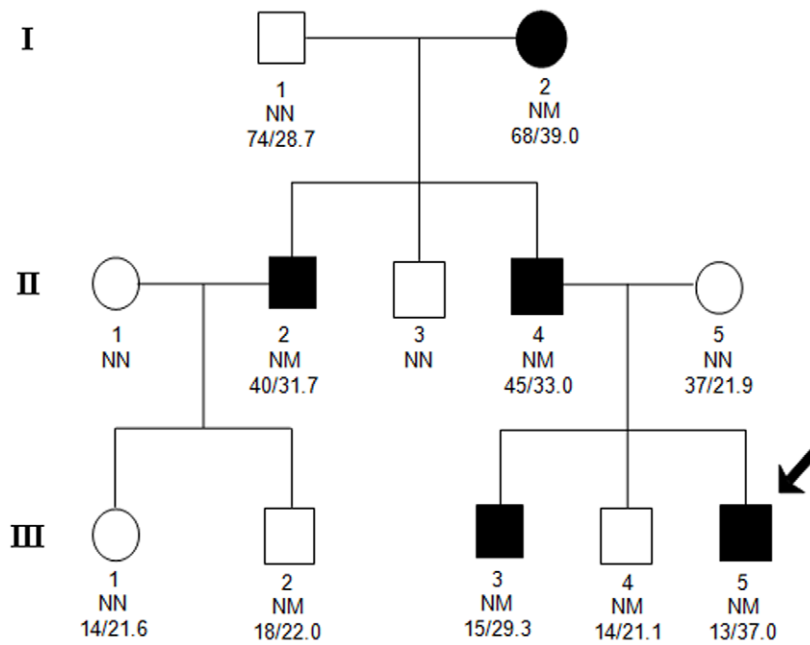 I
1 2
NN NM
74/28.7 68/39.0
II
1 2 3 4 5
NN NM NN NM NN
40/31.7 45/33.0 37/21.9
III
1 2 3 4 5
NN NM NM NM NM
14/21.6 18/22.0 15/29.3 14/21.1 13/37.0